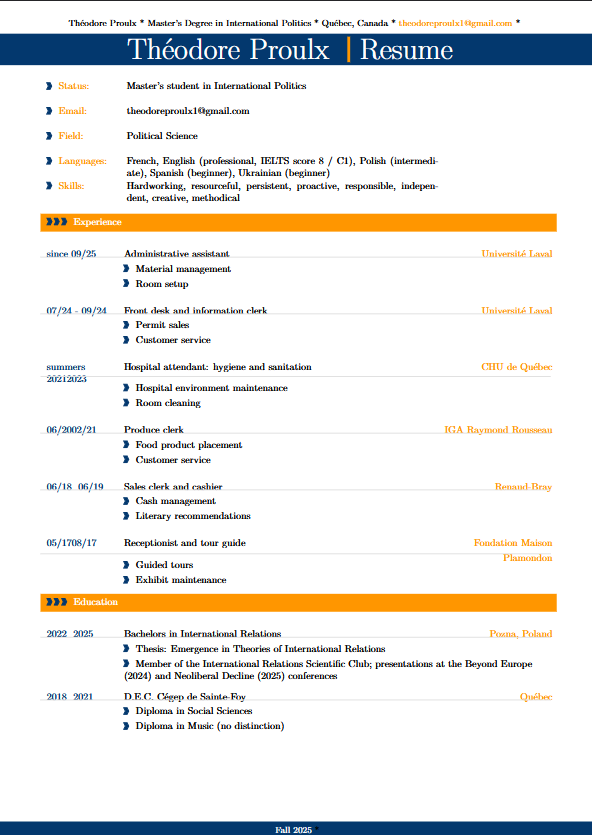 Théodore Proulx * Master's Degree in International Politics * Québec, Canada * theodoreproulx1@gmail.com *
Théodore Proulx | Resume
Status: Master's student in International Politics
Email: theodoreproulx1@gmail.com
Field: Political Science
Languages: French, English (professional, IELTS score 8 / C1), Polish (intermedi-
ate), Spanish (beginner), Ukrainian (beginner)
Skills: Hardworking, resourceful, persistent, proactive, responsible, indepen-
dent, creative, methodical
Experience
since 09/25 Administrative assistant Université Laval
Material management
Room setup
07/24 - 09/24 Front desk and information clerk Université Laval
Permit sales
Customer service
summers Hospital attendant: hygiene and sanitation CHU de Québec
20212023
Hospital environment maintenance
Room cleaning
06/2002/21 Produce clerk IGA Raymond Rousseau
Food product placement
Customer service
06/18 06/19 Sales clerk and cashier Renaud-Bray
Cash management
Literary recommendations
05/1708/17 Receptionist and tour guide Fondation Maison
Plamondon
Guided tours
Exhibit maintenance
Education
2022 2025 Bachelors in International Relations Pozna, Poland
Thesis: Emergence in Theories of International Relations
Member of the International Relations Scientific Club; presentations at the Beyond Europe
(2024) and Neoliberal Decline (2025) conferences
2018 2021 D.E.C. Cégep de Sainte-Foy Québec
Diploma in Social Sciences
Diploma in Music (no distinction)
Fall 2025 *